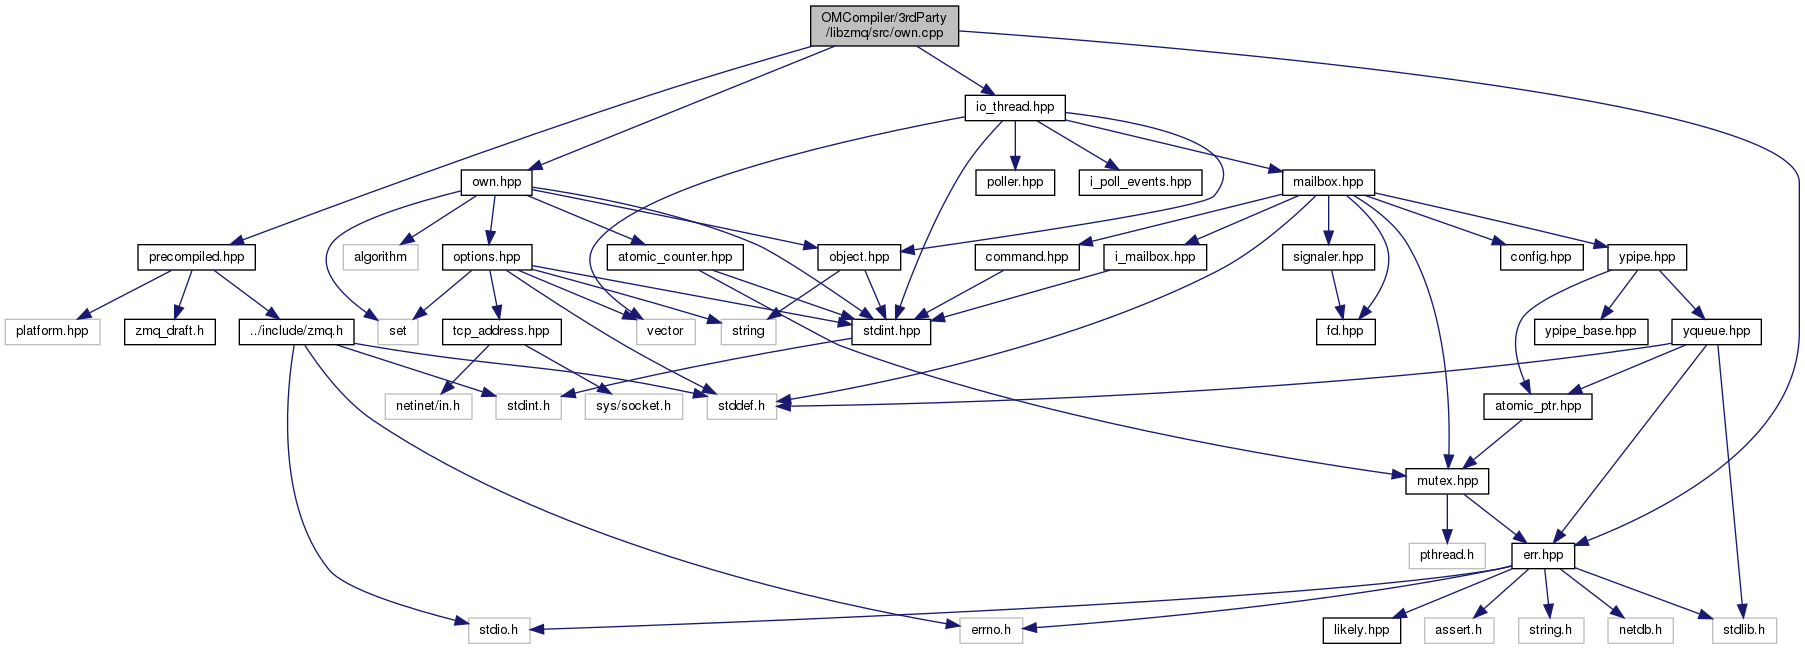 OMCompiler/3rdParty
/libzmq/src/own.cpp
io_thread.hpp
own.hpp
poller.hpp
i_poll_events.hpp
mailbox.hpp
precompiled.hpp
algorithm
options.hpp
atomic_counter.hpp
object.hpp
command.hpp
i_mailbox.hpp
signaler.hpp
config.hpp
ypipe.hpp
platform.hpp
zmq_draft.h
../include/zmq.h
set
tcp_address.hpp
vector
string
stdint.hpp
fd.hpp
ypipe_base.hpp
yqueue.hpp
netinet/in.h
stdint.h
sys/socket.h
stddef.h
atomic_ptr.hpp
mutex.hpp
pthread.h
err.hpp
stdio.h
errno.h
likely.hpp
assert.h
string.h
netdb.h
stdlib.h